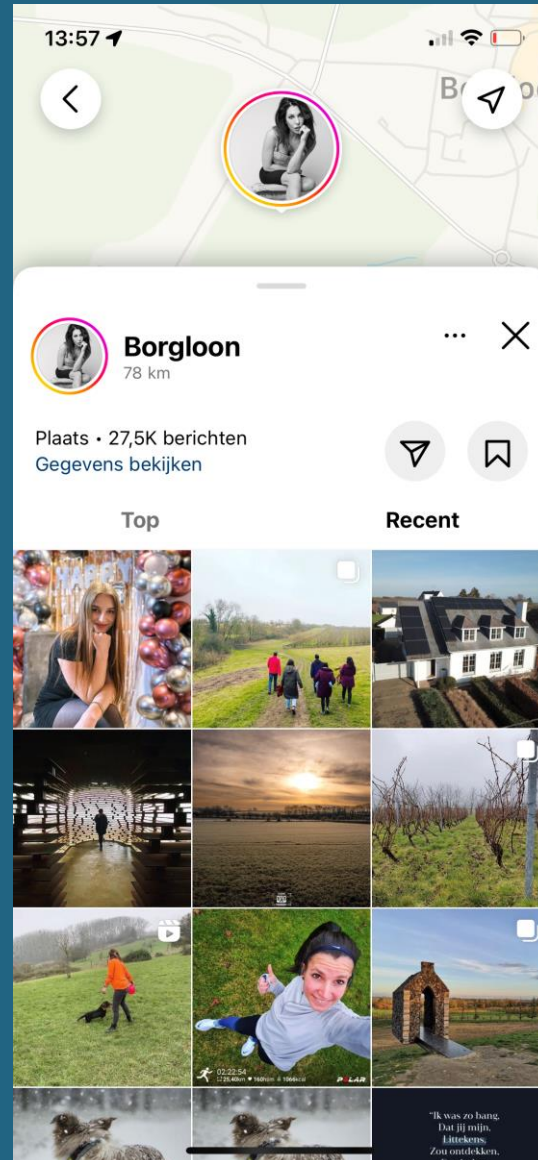 13:57
Borgloon
78 km
Plaats • 27,5K berichten
Gegevens bekijken
Top
Recent
HAPPY
02:22:54
POLAR
"Ik was zo bang,
Dat jij mijn,
Littekens,
Zou ontdekken,